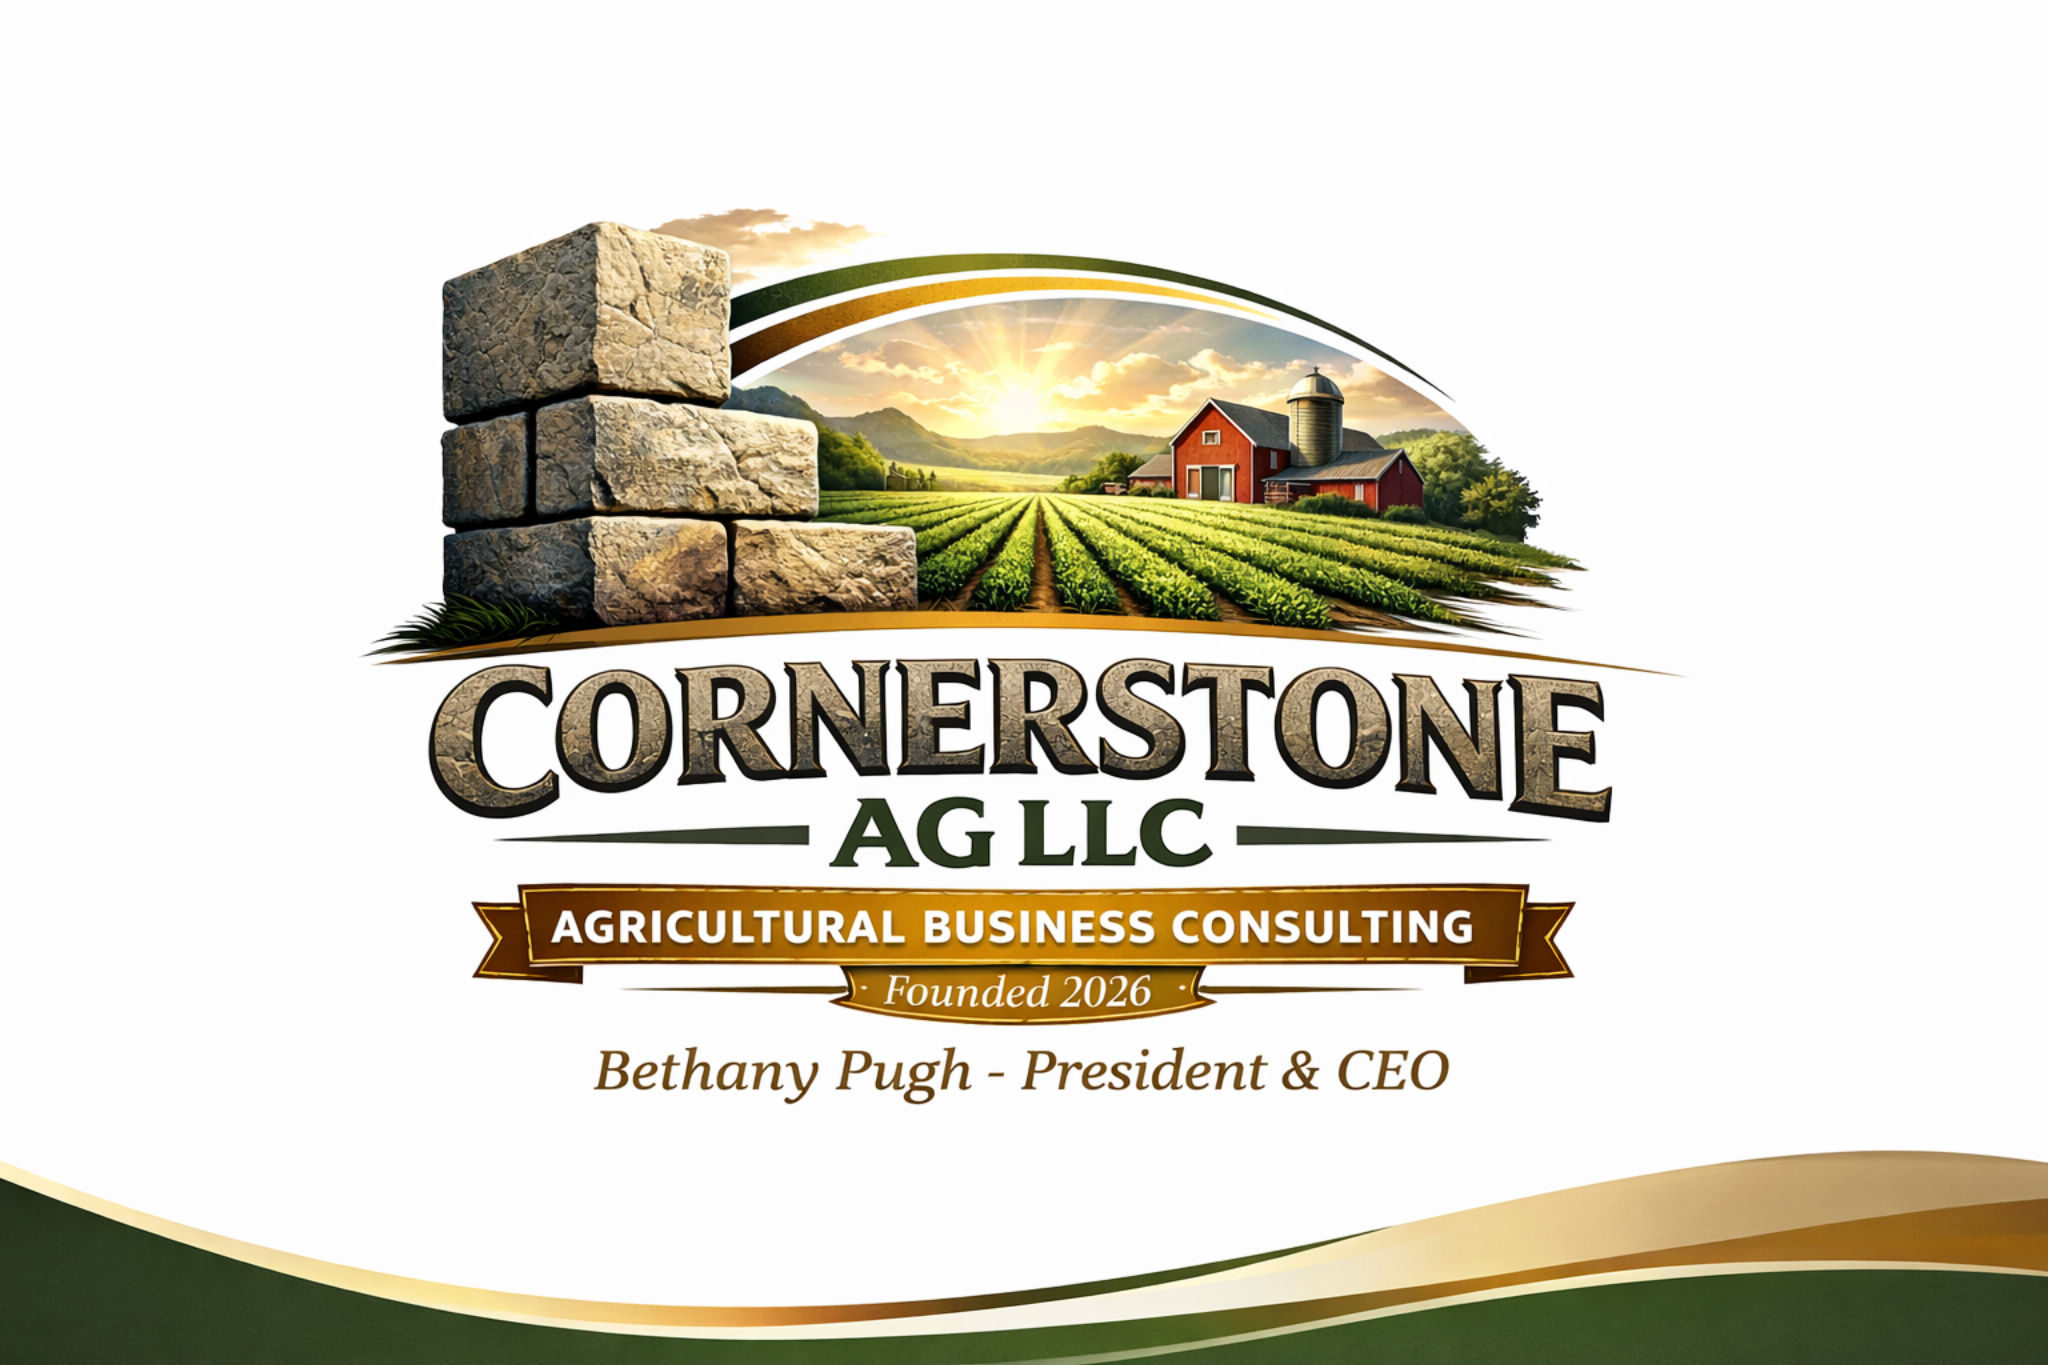 CORNERSTONE
AG LLC
AGRICULTURAL BUSINESS CONSULTING
· Founded 2026 ·
Bethany Pugh - President & CEO